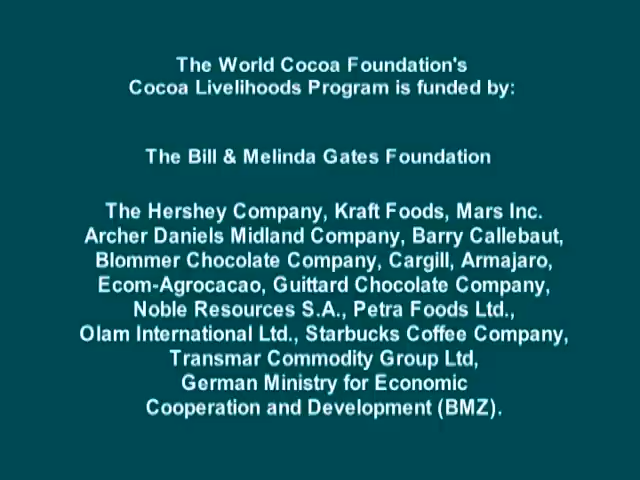 The World Cocoa Foundation's
Cocoa Livelihoods Program is funded by:
The Bill & Melinda Gates Foundation
The Hershey Company, Kraft Foods, Mars Inc.
Archer Daniels Midland Company, Barry Callebaut,
Blommer Chocolate Company, Cargill, Armajaro,
Ecom-Agrocacao, Guittard Chocolate Company,
Noble Resources S.A., Petra Foods Ltd.,
Olam International Ltd., Starbucks Coffee Company,
Transmar Commodity Group Ltd,
German Ministry for Economic
Cooperation and Development (BMZ).